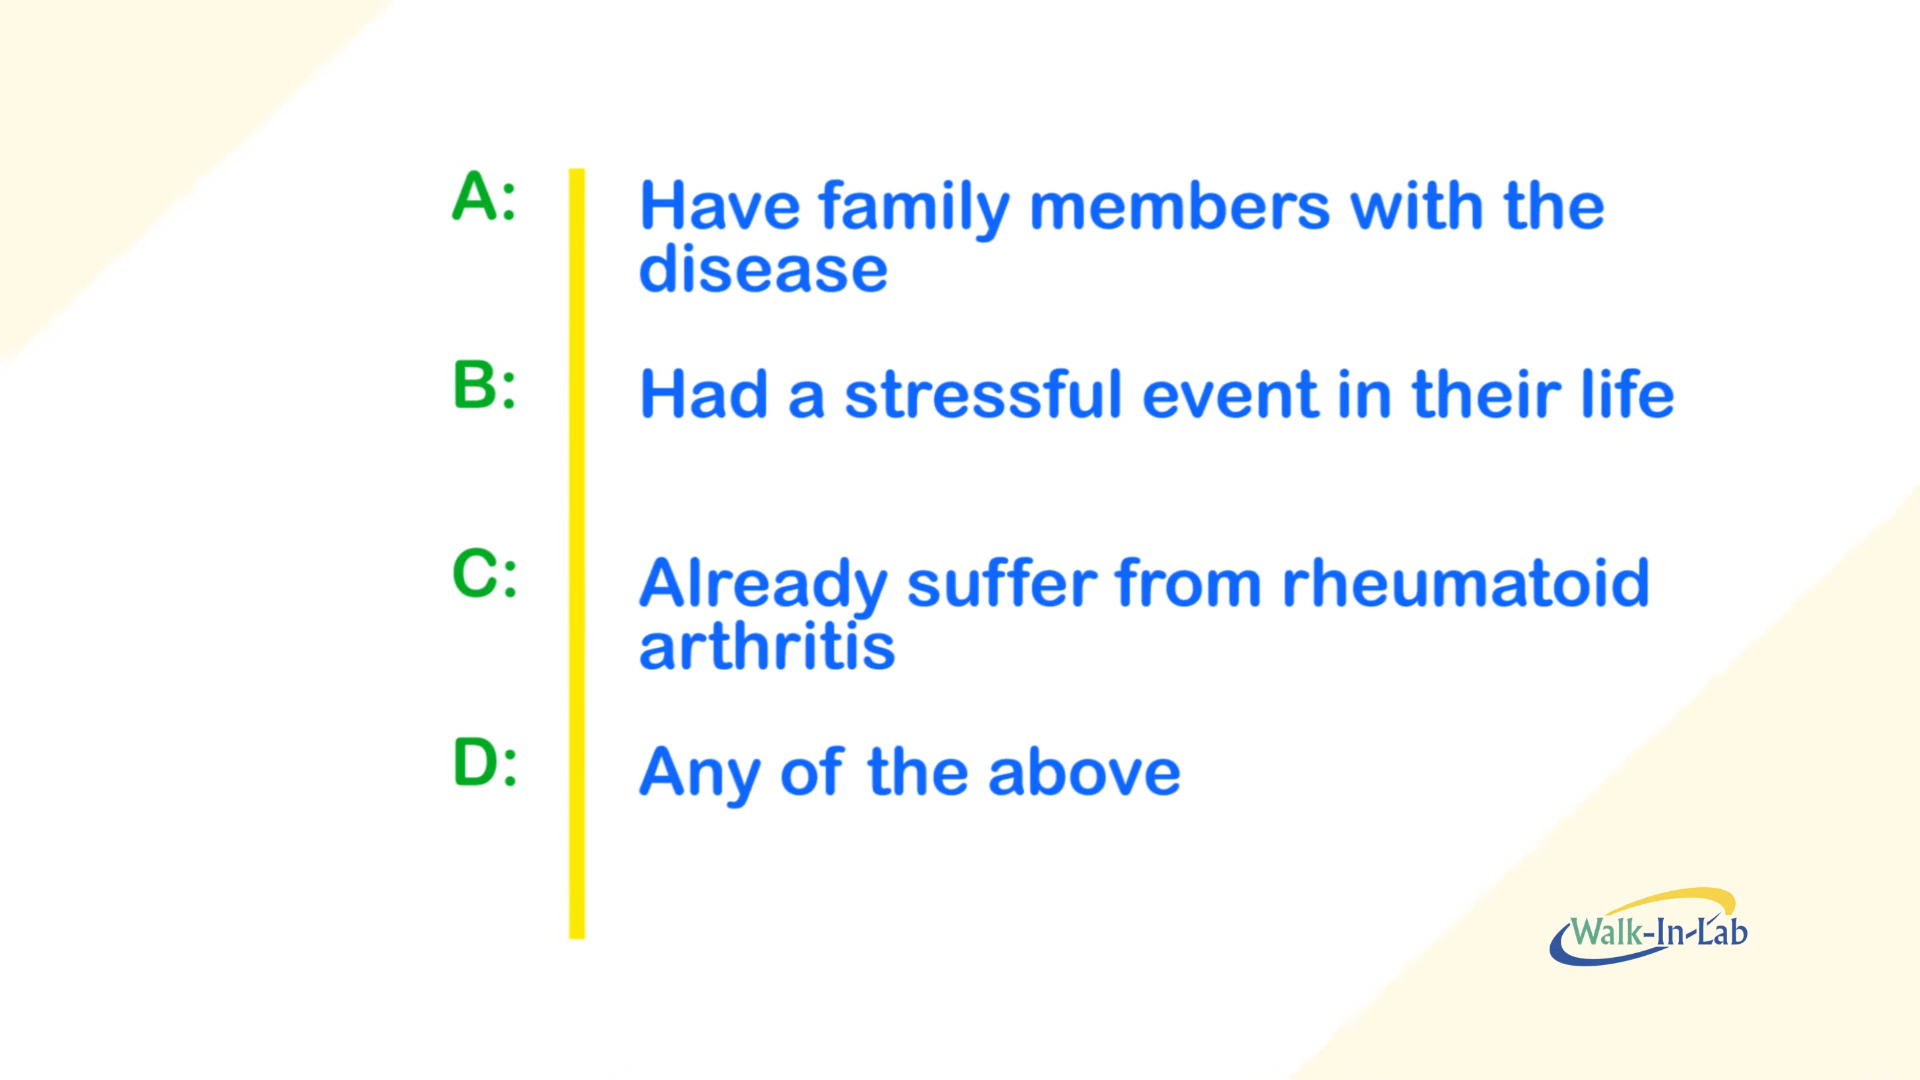 A: Have family members with the
disease
B: Had a stressful event in their life
C: Already suffer from rheumatoid
arthritis
D: Any of the above
Walk-In-Lab